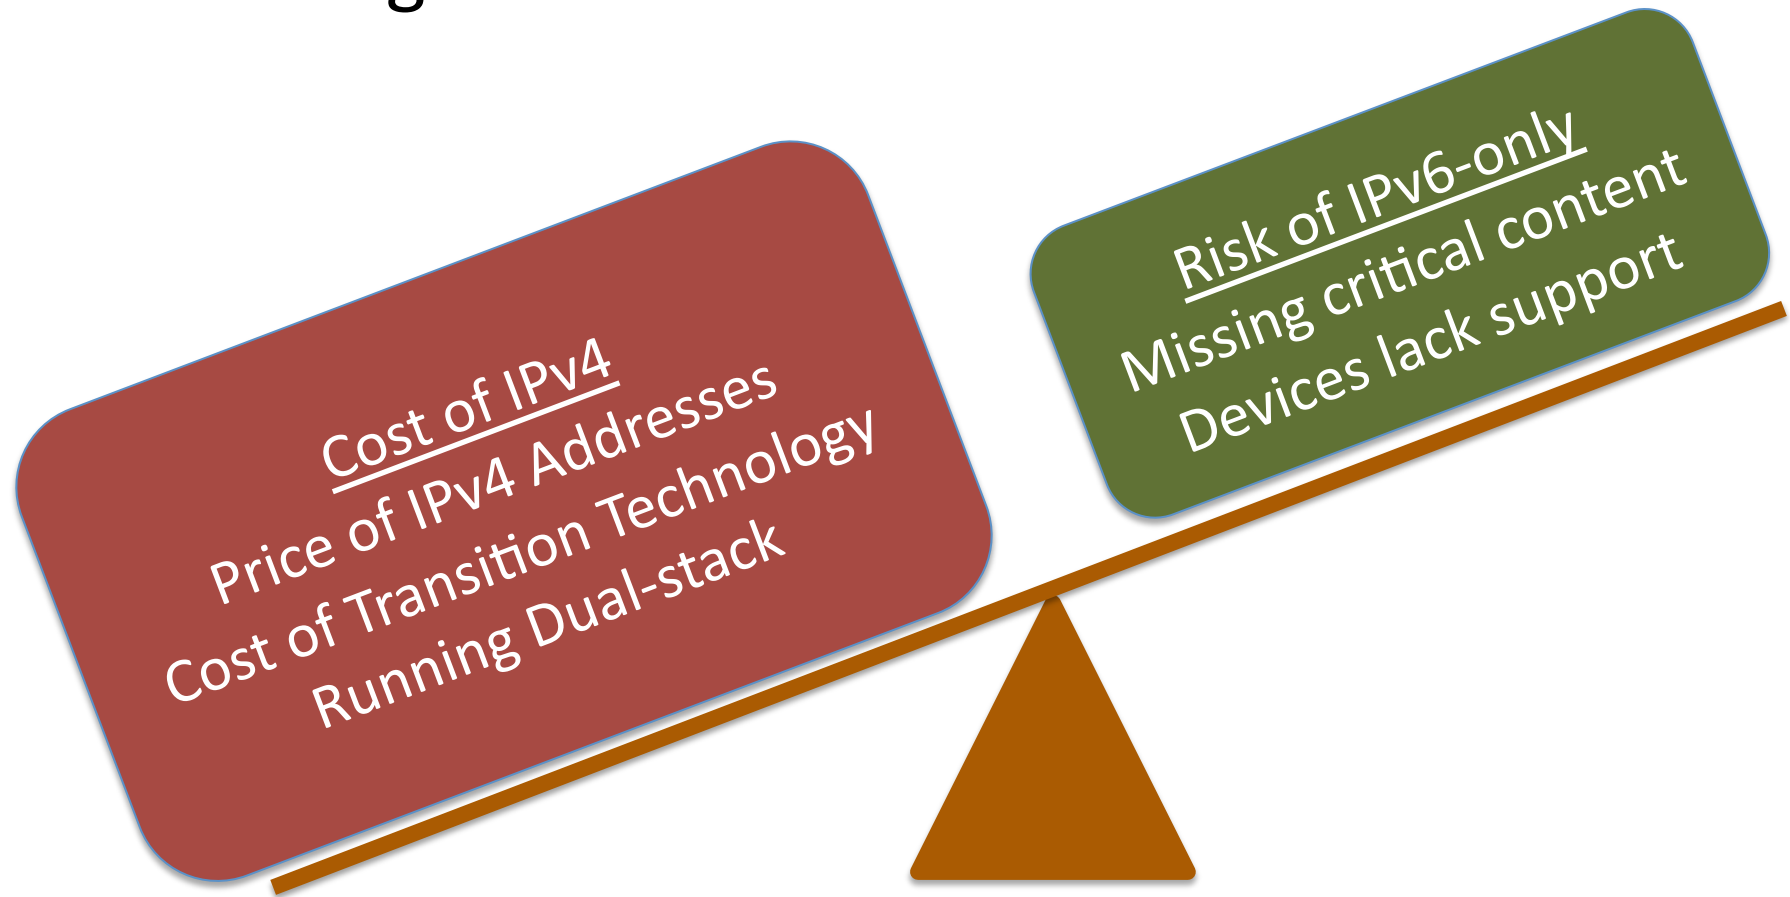 Cost of IPv4
Price of IPv4 Addresses
Cost of Transition Technology
Running Dual-stack
Risk of IPv6-only
Missing critical content
Devices lack support